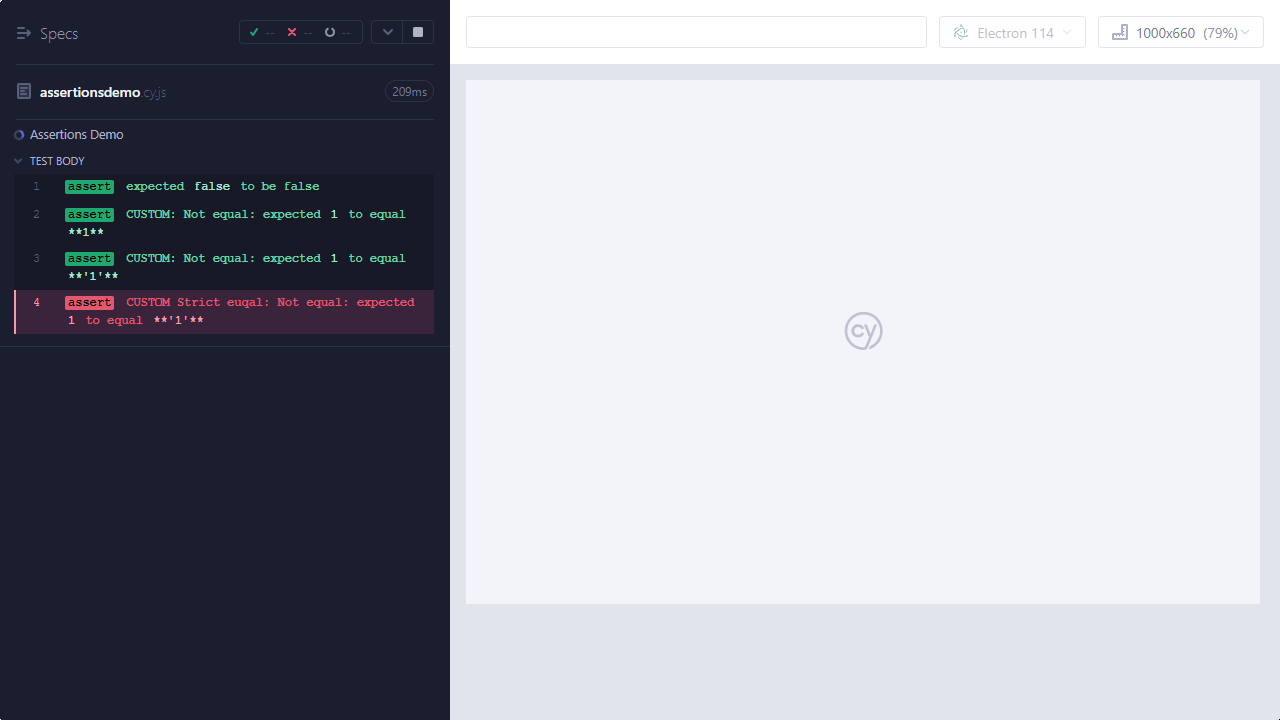 Specs
-- -- --
Electron 114
1000x660 (79%)
assertionsdemo.cy.js
209ms
Assertions Demo
TEST BODY
1 assert expected false to be false
2 assert CUSTOM: Not equal: expected 1 to equal
**1**
3 assert CUSTOM: Not equal: expected 1 to equal
**'1'**
4 assert CUSTOM Strict euqal: Not equal: expected
1 to equal **'1'**
cy